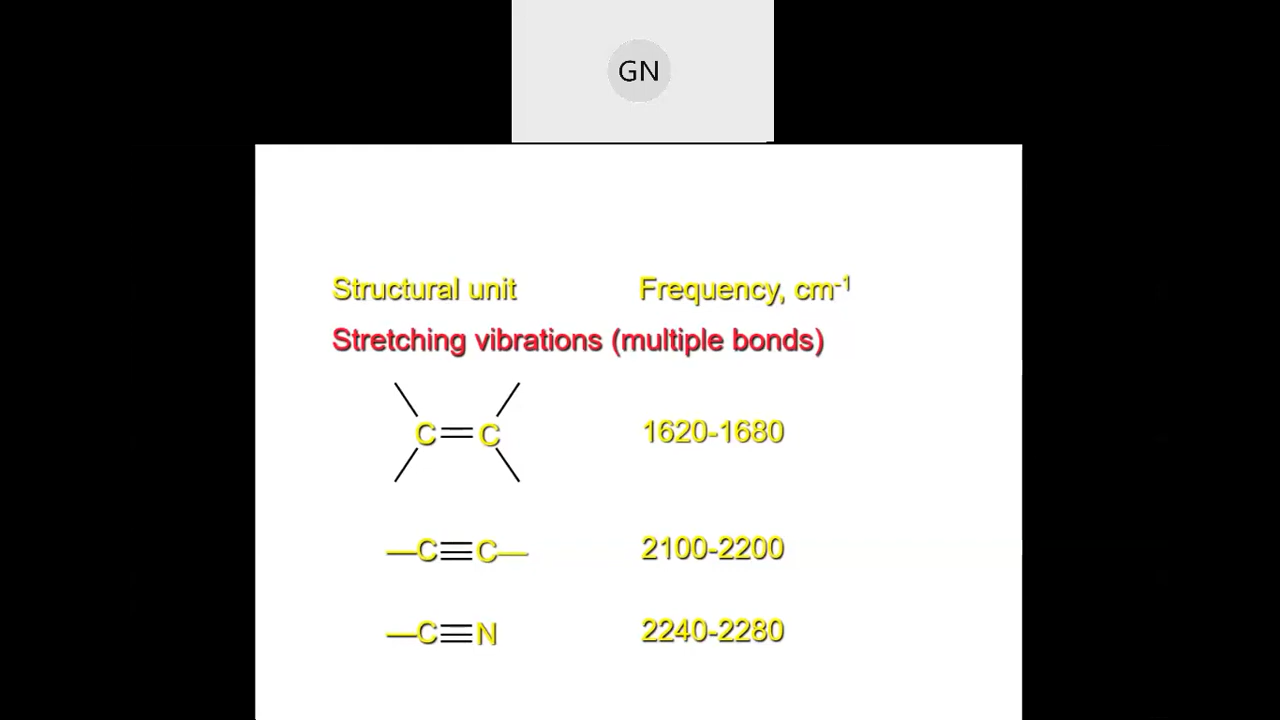 GN
Structural unit Frequency, cm-1
Stretching vibrations (multiple bonds)
C=C 1620-1680
—C≡C— 2100-2200
—C≡N 2240-2280